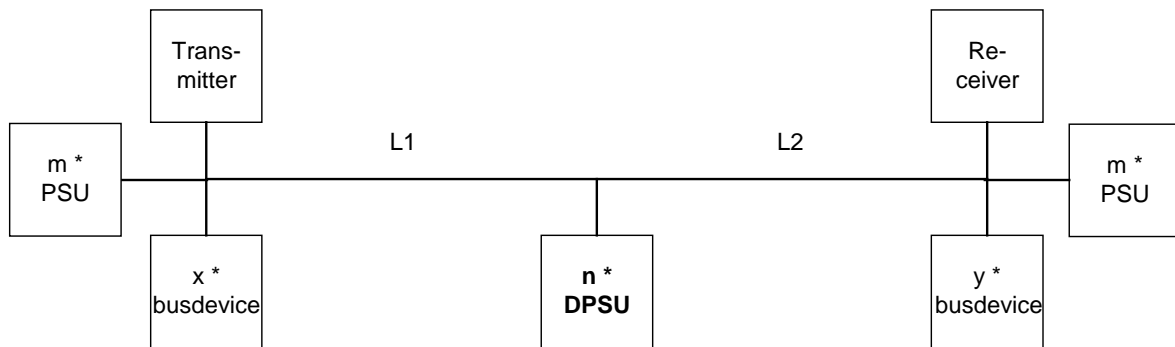 Trans-
mitter
Re-
ceiver
L1
L2
m *
PSU
m *
PSU
x *
busdevice
n *
DPSU
y *
busdevice